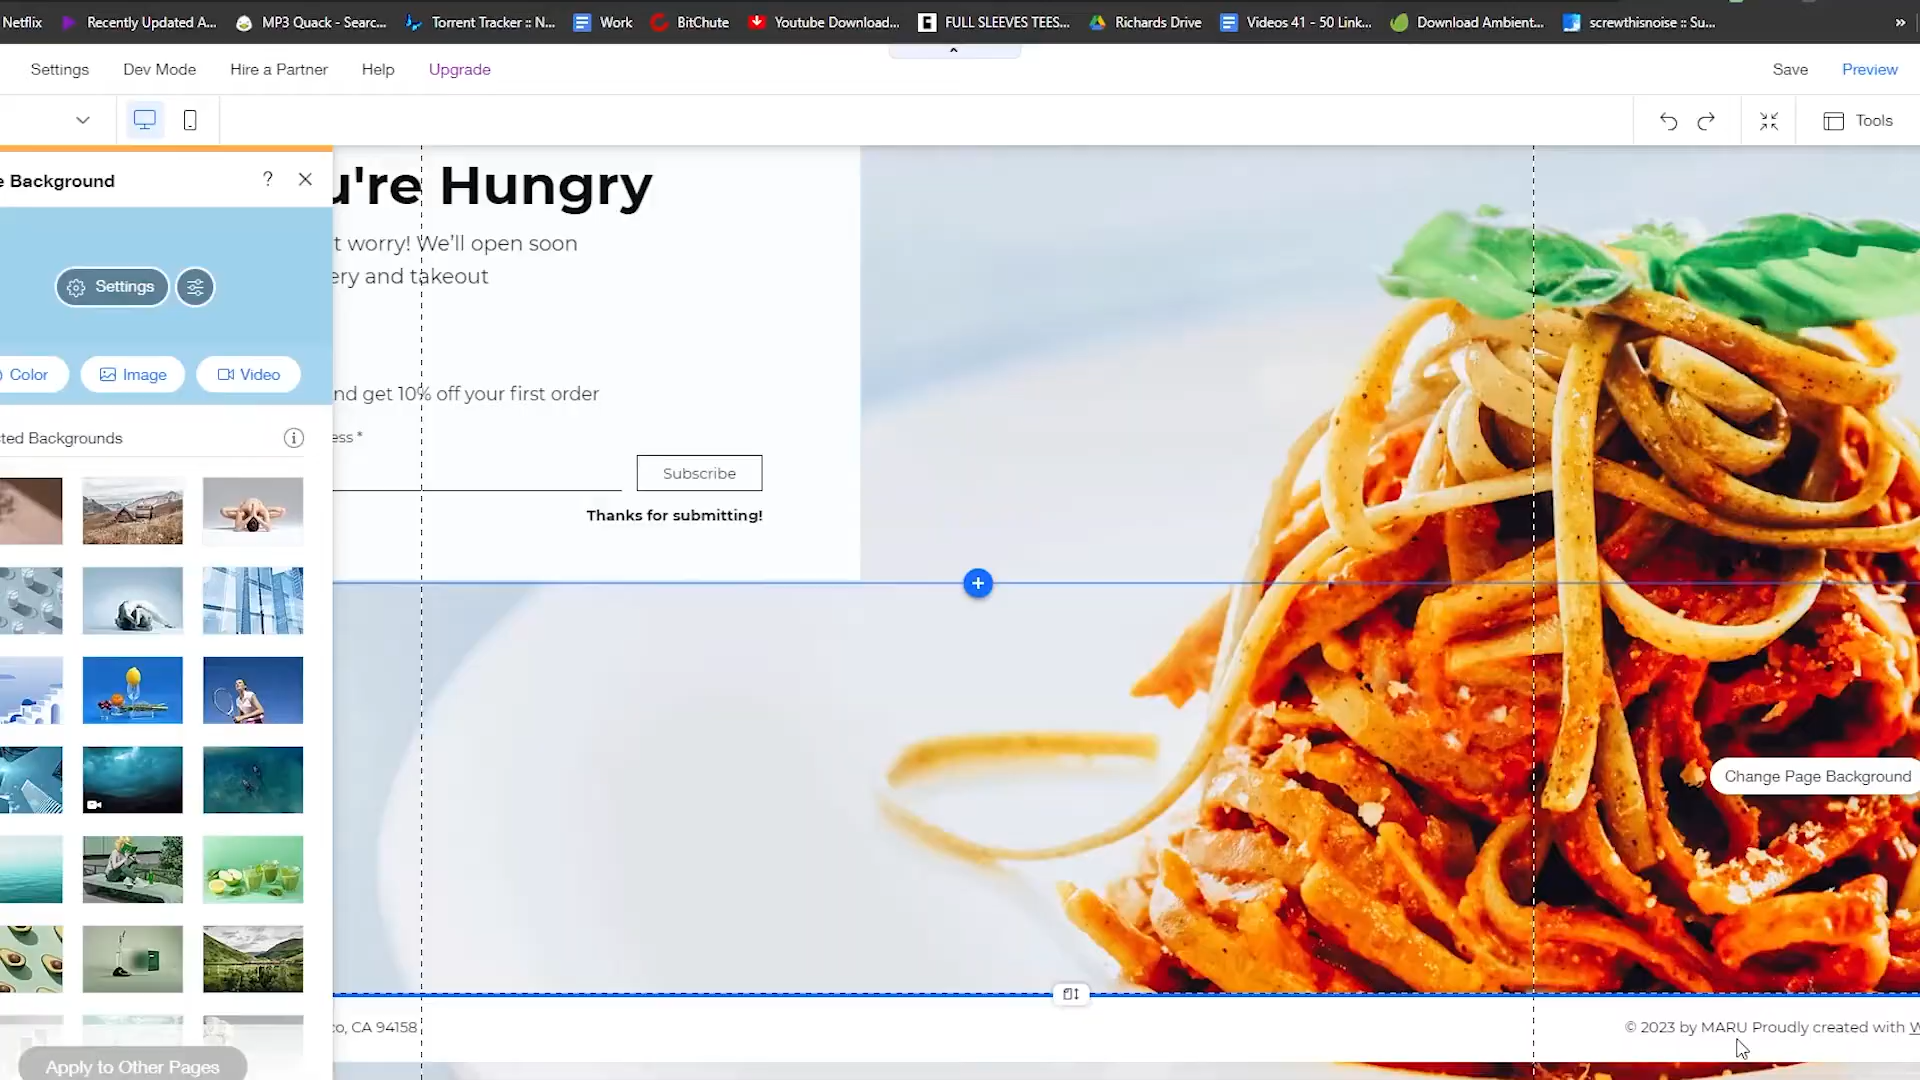 Netflix
Recently Updated A...
MP3 Quack - Searc...
Torrent Tracker :: N...
Work
BitChute
Youtube Download...
FULL SLEEVES TEES...
Richards Drive
Videos 41 - 50 Link...
Download Ambient...
screwthisnoise :: Su...
»
Settings
Dev Mode
Hire a Partner
Help
Upgrade
Save
Preview
Tools
e Background
?
Settings
Color
Image
Video
ted Backgrounds
Apply to Other Pages
u're Hungry
t worry! We'll open soon
ery and takeout
nd get 10% off your first order
ess *
Subscribe
Thanks for submitting!
Change Page Background
co, CA 94158
© 2023 by MARU Proudly created with W